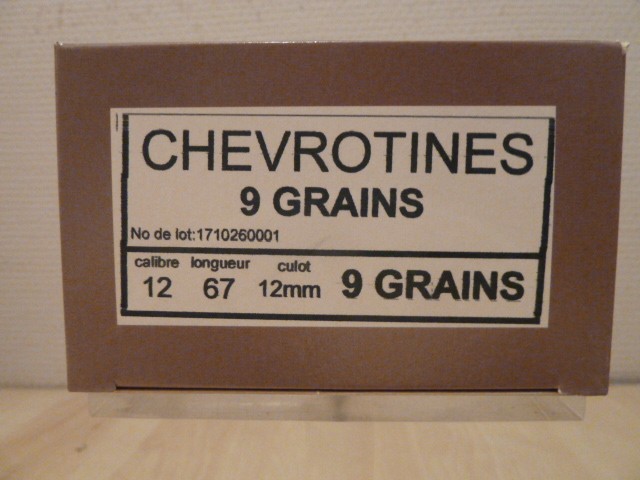 CHEVROTINES
9 GRAINS
No de lot:1710260001
calibre longueur culot
12 67 12mm 9 GRAINS